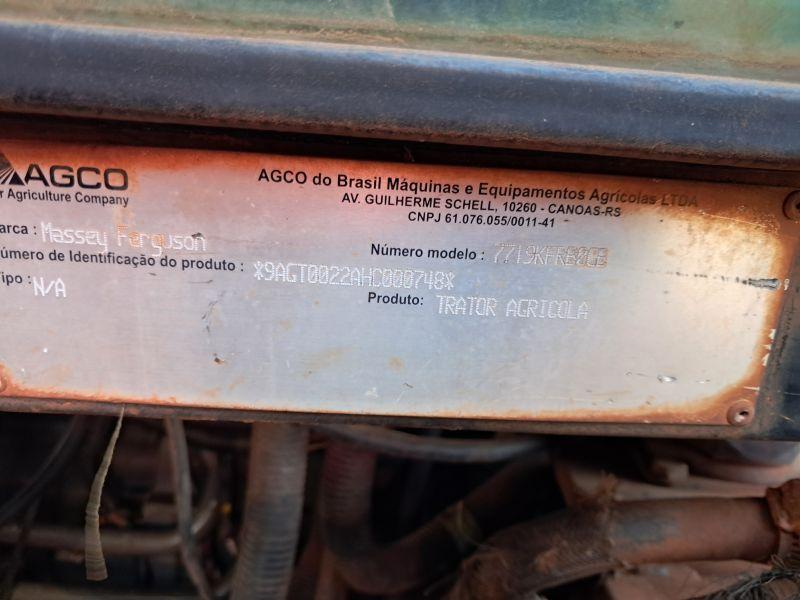 AGCO
Agriculture Company
AGCO do Brasil Máquinas e Equipamentos Agrícolas LTDA
AV. GUILHERME SCHELL, 10260 - CANOAS-RS
CNPJ 61.076.055/0011-41
arca : Massey Ferguson
Número modelo :
úmero de Identificação do produto : *9AGT0022AHC000748*
Tipo : N/A
Produto: TRATOR AGRICOLA